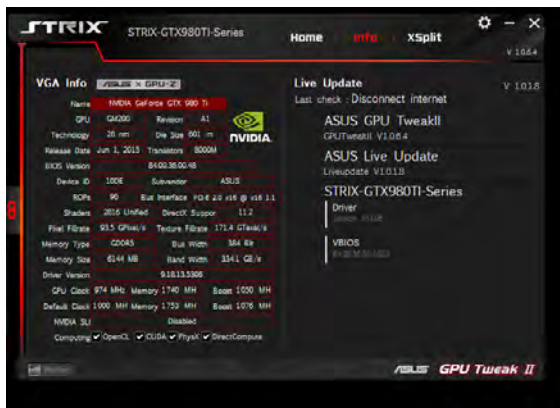 STRIX STRIX-GTX980TI-Series
Home Info XSplit
V 1.0.6.4
VGA Info ASUS × GPU-Z
Name NVIDIA GeForce GTX 980 Ti
GPU GM200 Revision A1
Technology 28 nm Die Size 601 m
Release Date Jun 1, 2015 Transistors 8000M
NVIDIA.
BIOS Version 84.00.36.00.4B
Device ID 10DE Subvendor ASUS
ROPs 96 Bus Interface PCI-E 2.0 x16 @ x16 1.1
Shaders 2816 Unified DirectX Suppor 11.2
Pixel Fillrate 93.5 GPixel/s Texture Fillrate 171.4 GTexel/s
Memory Type GDDR5 Bus Width 384 Bit
Memory Size 6144 MB Band Width 334.1 GB/s
Driver Version 9.18.13.5306
GPU Clock 974 MHz Memory 1740 MH Boost 1050 MH
Default Clock 1000 MH Memory 1753 MH Boost 1076 MH
NVIDIA SLI Disabled
Computing OpenCL CUDA PhysX DirectCompute
Live Update V 1.0.1.8
Last check : Disconnect internet
ASUS GPU TweakII
GPUTweakII V1.0.6.4
ASUS Live Update
Liveupdate V1.0.1.8
STRIX-GTX980TI-Series
Driver
VBIOS
ASUS GPU Tweak II